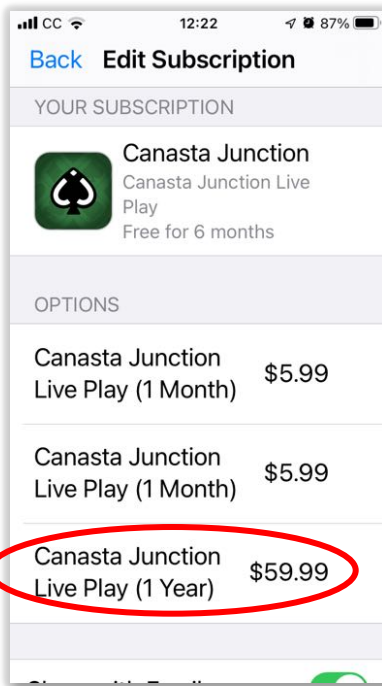 CC 12:22 87%
Back Edit Subscription
YOUR SUBSCRIPTION
Canasta Junction
Canasta Junction Live
Play
Free for 6 months
OPTIONS
Canasta Junction
Live Play (1 Month) $5.99
Canasta Junction
Live Play (1 Month) $5.99
Canasta Junction
Live Play (1 Year) $59.99